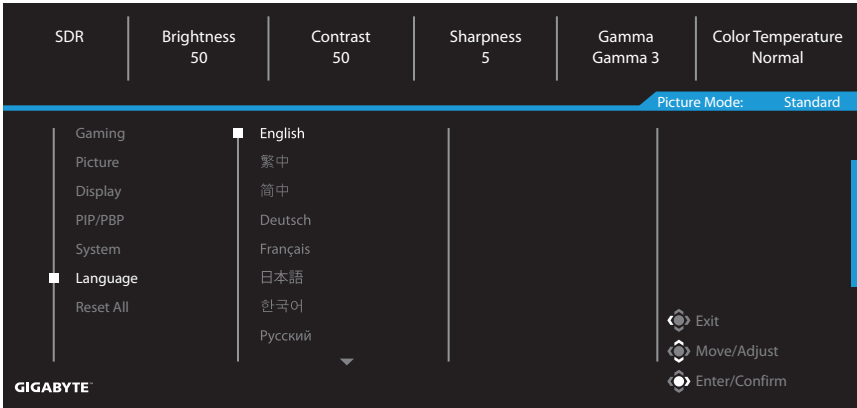 SDR
Brightness
50
Contrast
50
Sharpness
5
Gamma
Gamma 3
Color Temperature
Normal
Picture Mode: Standard
Gaming
Picture
Display
PIP/PBP
System
Language
Reset All
English
繁中
简中
Deutsch
Français
日本語
한국어
Русский
Exit
Move/Adjust
Enter/Confirm
GIGABYTE™